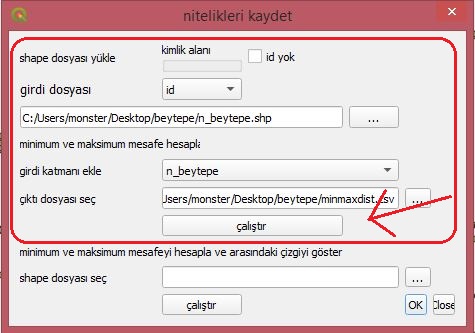 nitelikleri kaydet
kimlik alanı
shape dosyası yükle
id yok
girdi dosyası
id
C:/Users/monster/Desktop/beytepe/n_beytepe.shp
...
minimum ve maksimum mesafe hesapla
girdi katmanı ekle
n_beytepe
çıktı dosyası seç
Users/monster/Desktop/beytepe/minmaxdist.csv
...
çalıştır
minimum ve maksimum mesafeyi hesapla ve arasındaki çizgiyi göster
shape dosyası seç
...
çalıştır
OK
Close